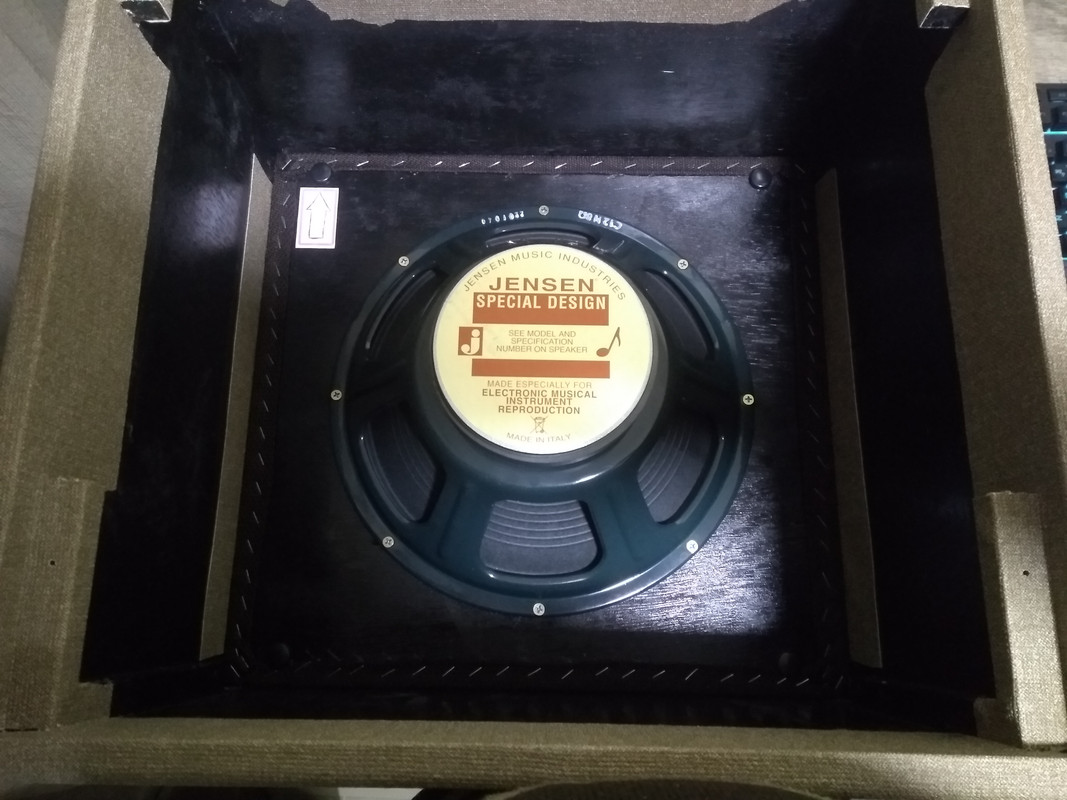 JENSEN MUSIC INDUSTRIES
JENSEN
SPECIAL DESIGN
j
SEE MODEL AND
SPECIFICATION
NUMBER ON SPEAKER
MADE ESPECIALLY FOR
ELECTRONIC MUSICAL
INSTRUMENT
REPRODUCTION
MADE IN ITALY